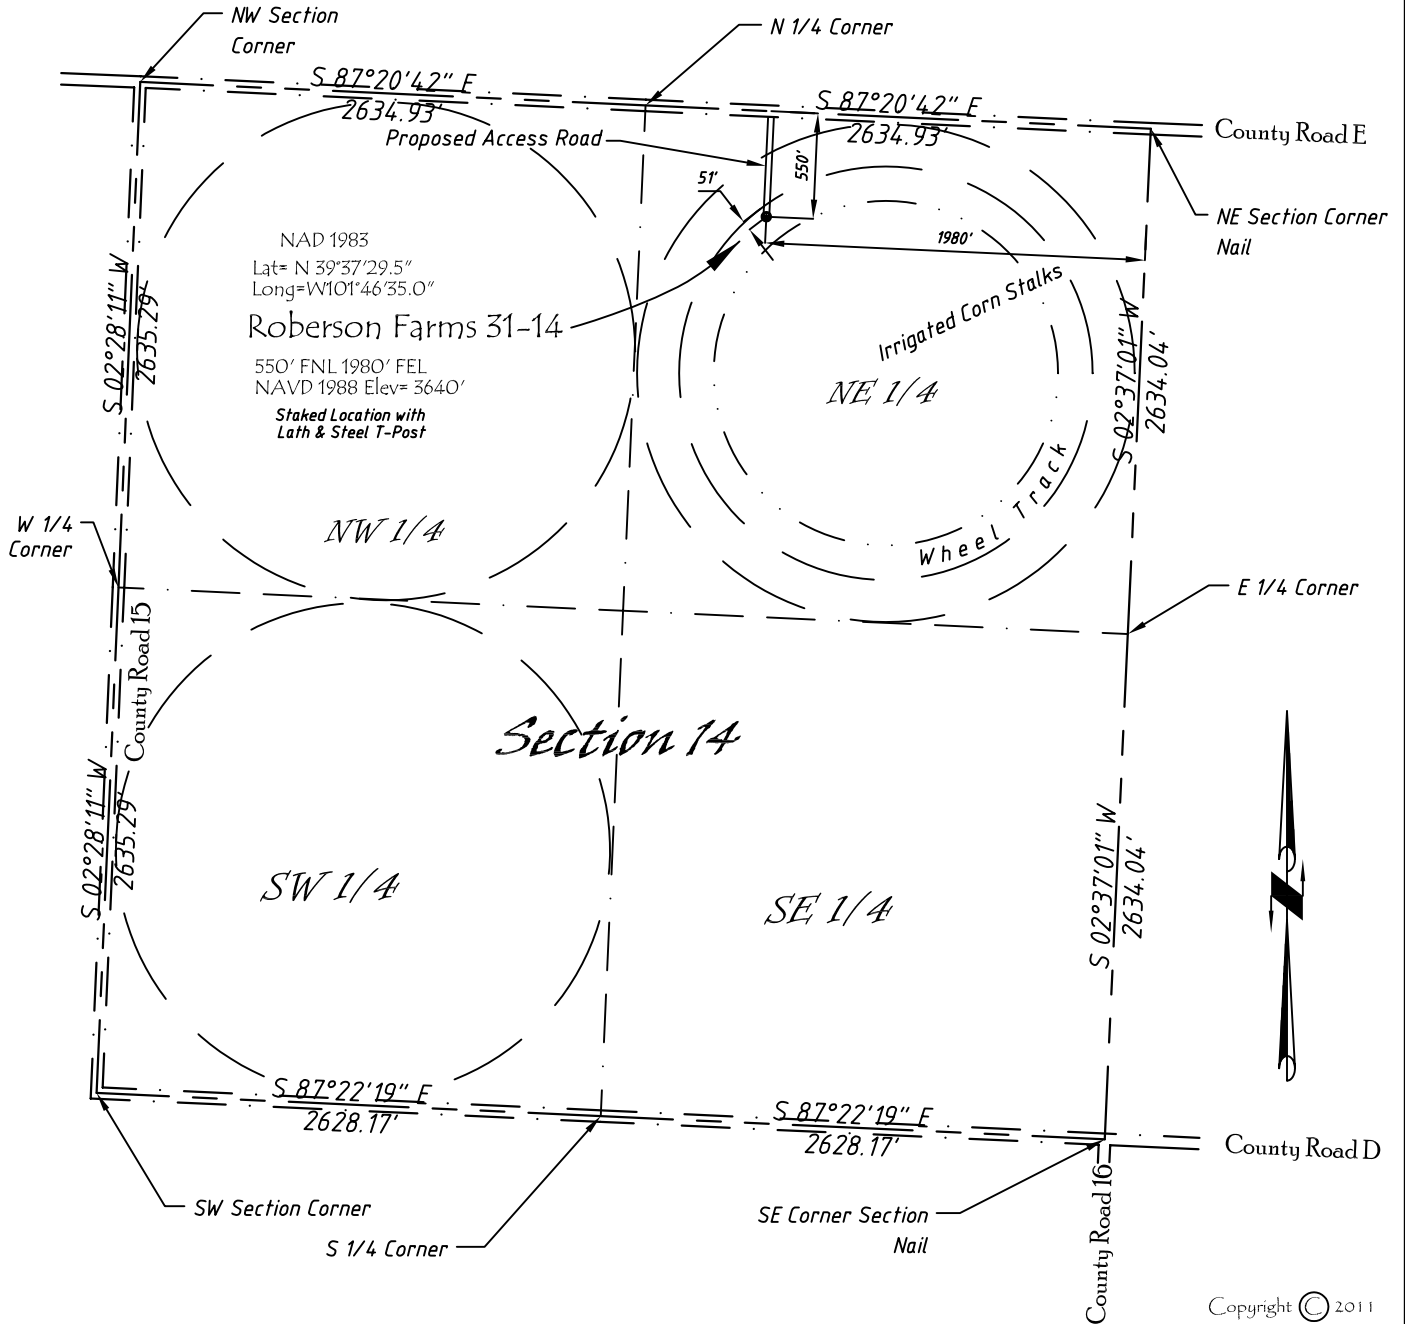 NW Section
Corner
N 1/4 Corner
S 87°20'42" E
2634.93'
S 87°20'42" E
2634.93'
County Road E
Proposed Access Road
550'
51'
NE Section Corner
Nail
1980'
NAD 1983
Lat= N 39°37'29.5"
Long=W101°46'35.0"
Roberson Farms 31-14
550' FNL 1980' FEL
NAVD 1988 Elev= 3640'
Staked Location with
Lath & Steel T-Post
S 02°28'11" W
2635.29'
Irrigated Corn Stalks
NE 1/4
S 02°37'01" W
2634.04'
Wheel Track
NW 1/4
W 1/4
Corner
E 1/4 Corner
County Road 15
Section 14
S 02°28'11" W
2635.29'
SW 1/4
SE 1/4
S 02°37'01" W
2634.04'
S 87°22'19" E
2628.17'
S 87°22'19" E
2628.17'
County Road D
SW Section Corner
S 1/4 Corner
SE Corner Section
Nail
County Road 16
Copyright © 2011